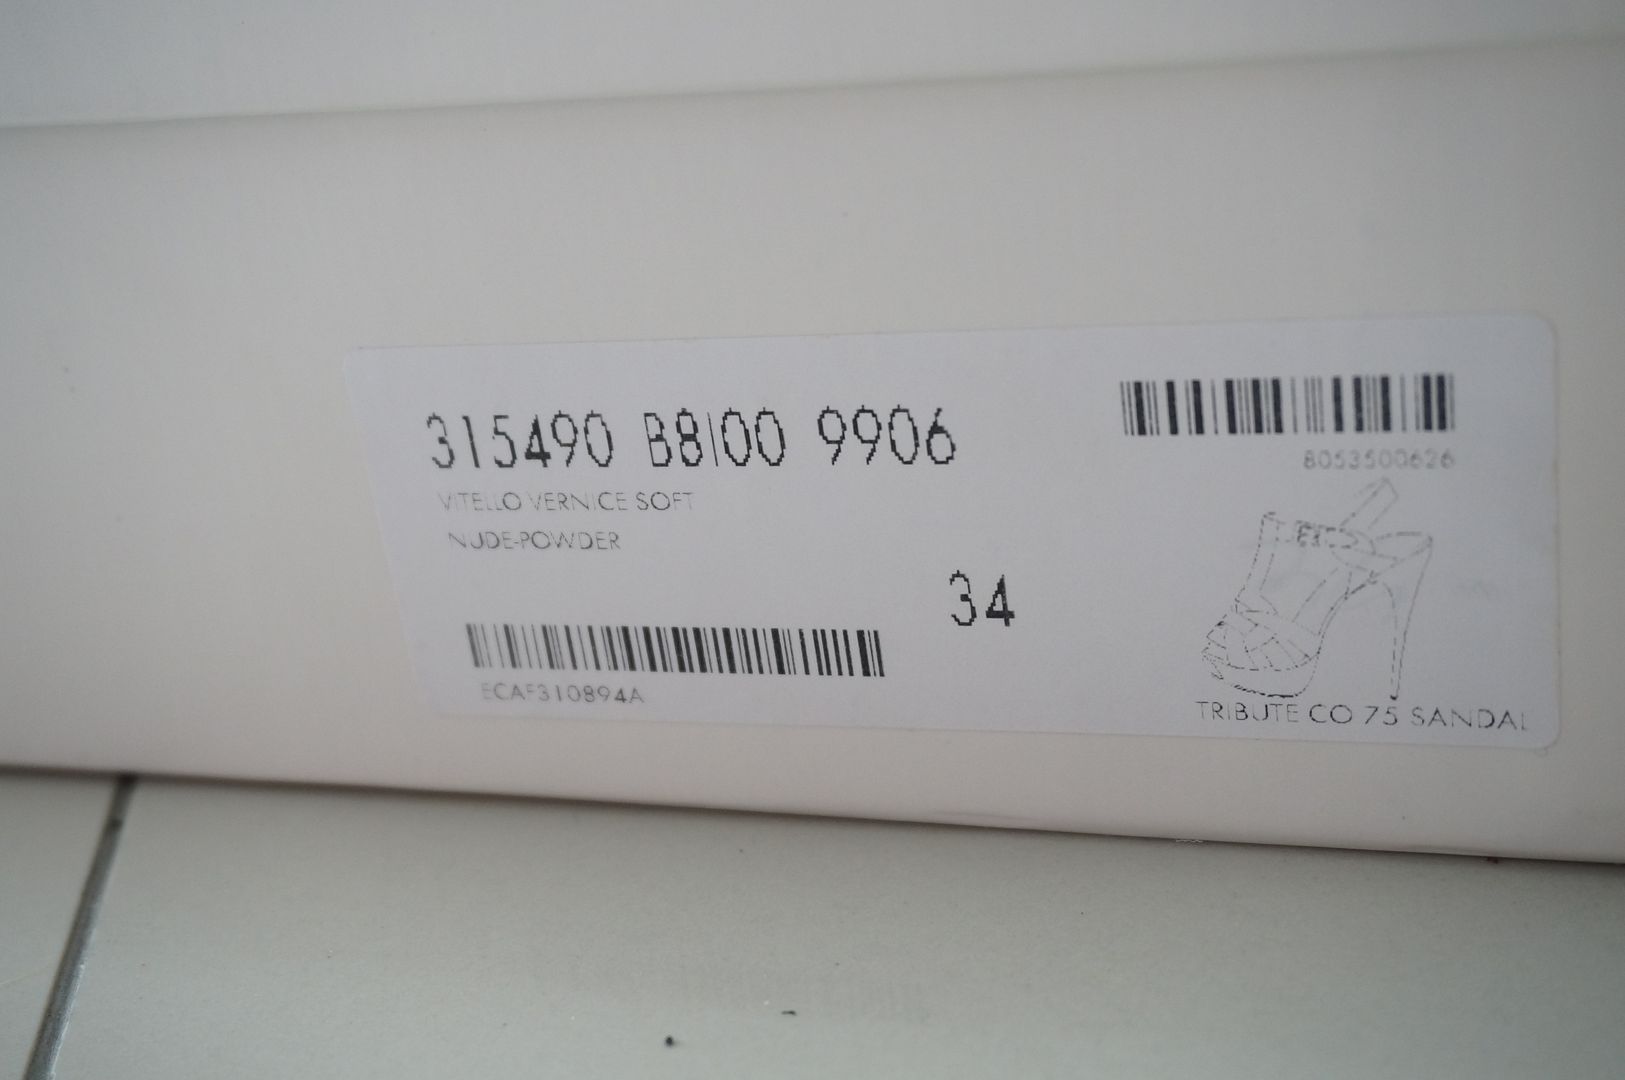 315490 B8I00 9906
8053500626
VITELLO VERNICE SOFT
NUDE-POWDER
34
ECAF310894A
TRIBUTE CO 75 SANDAL